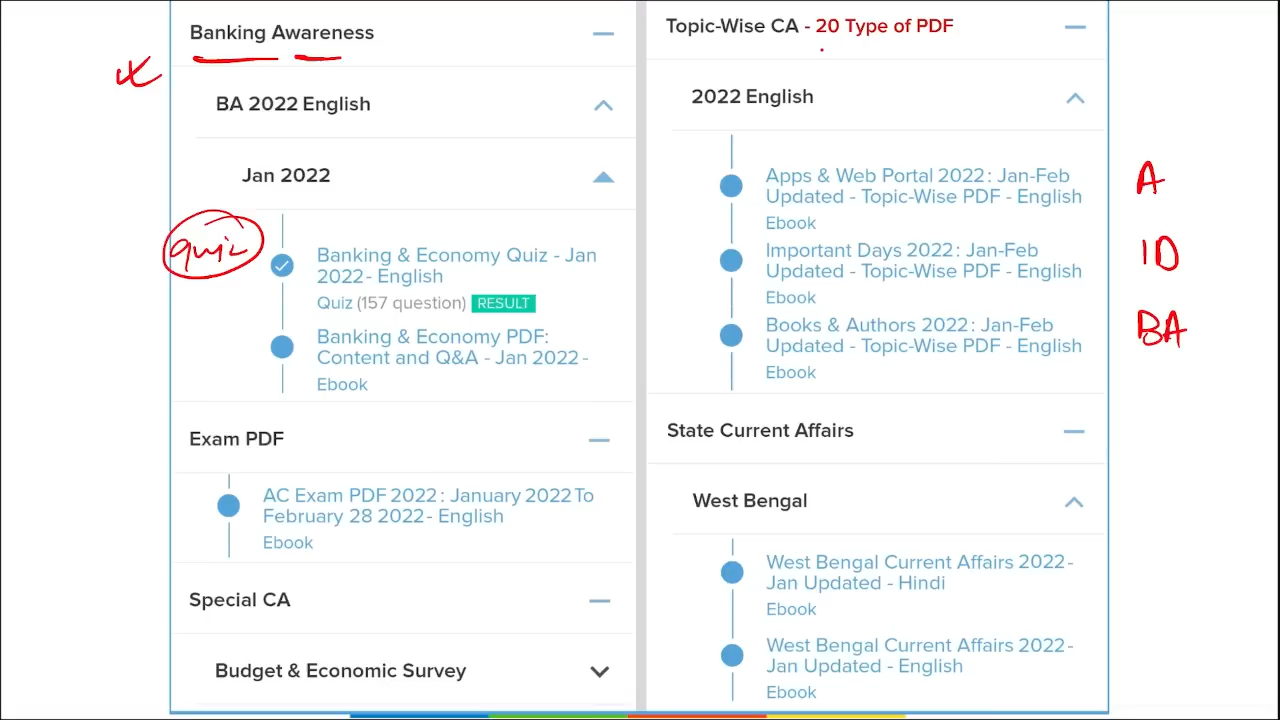 Banking Awareness
BA 2022 English
Jan 2022
quiz
Banking & Economy Quiz - Jan
2022- English
Quiz (157 question) RESULT
Banking & Economy PDF:
Content and Q&A - Jan 2022 -
Ebook
Exam PDF
AC Exam PDF 2022 : January 2022 To
February 28 2022- English
Ebook
Special CA
Budget & Economic Survey
Topic-Wise CA - 20 Type of PDF
2022 English
Apps & Web Portal 2022 : Jan-Feb
Updated - Topic-Wise PDF - English
Ebook
A
Important Days 2022 : Jan-Feb
Updated - Topic-Wise PDF - English
Ebook
ID
Books & Authors 2022 : Jan-Feb
Updated - Topic-Wise PDF - English
Ebook
BA
State Current Affairs
West Bengal
West Bengal Current Affairs 2022-
Jan Updated - Hindi
Ebook
West Bengal Current Affairs 2022-
Jan Updated - English
Ebook